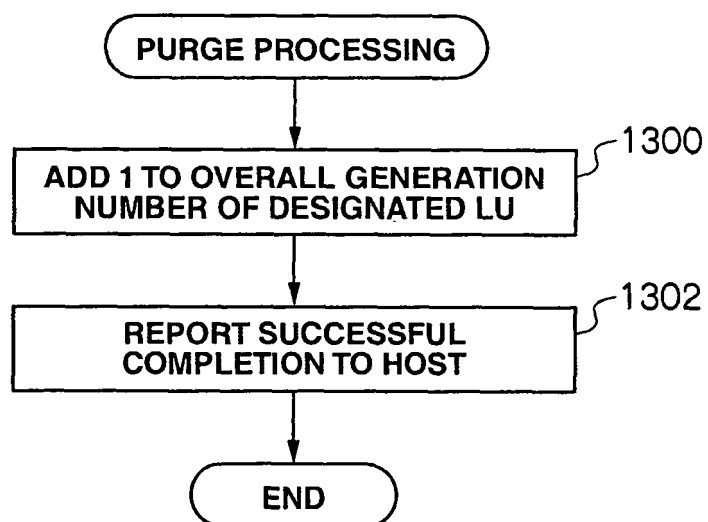 PURGE PROCESSING
1300
ADD 1 TO OVERALL GENERATION
NUMBER OF DESIGNATED LU
1302
REPORT SUCCESSFUL
COMPLETION TO HOST
END